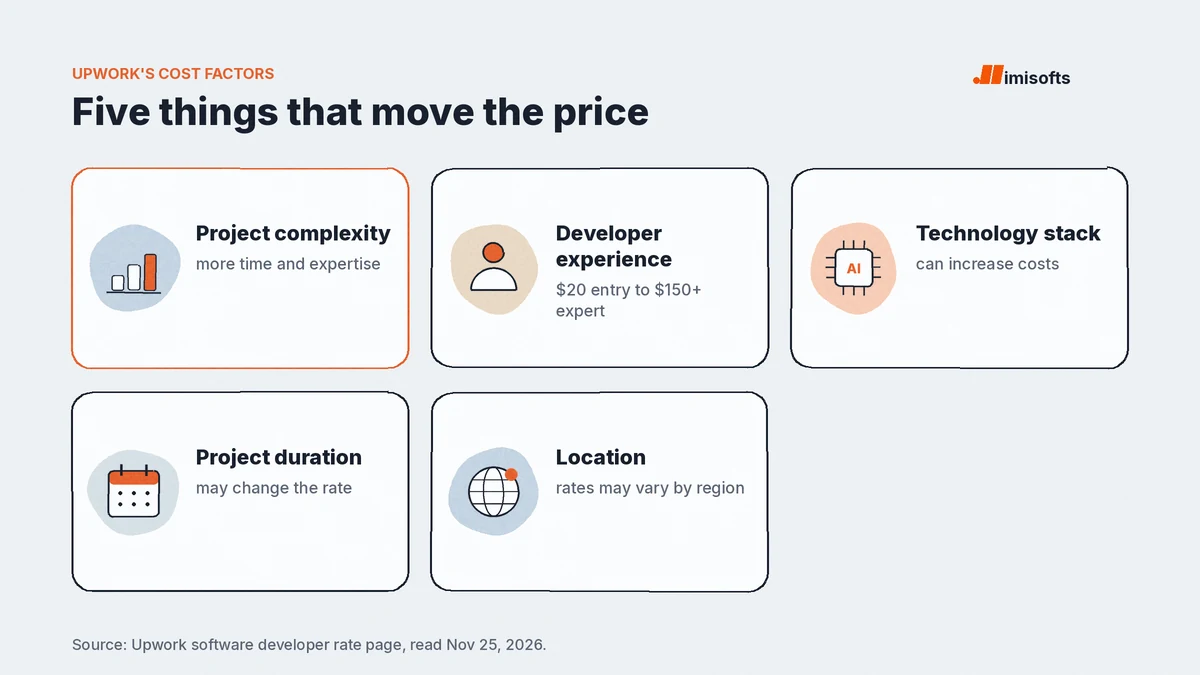 UPWORK'S COST FACTORS
imisofts
Five things that move the price
Project complexity
more time and expertise
Developer
experience
$20 entry to $150+
expert
AI
Technology stack
can increase costs
Project duration
may change the rate
Location
rates may vary by region
Source: Upwork software developer rate page, read Nov 25, 2026.